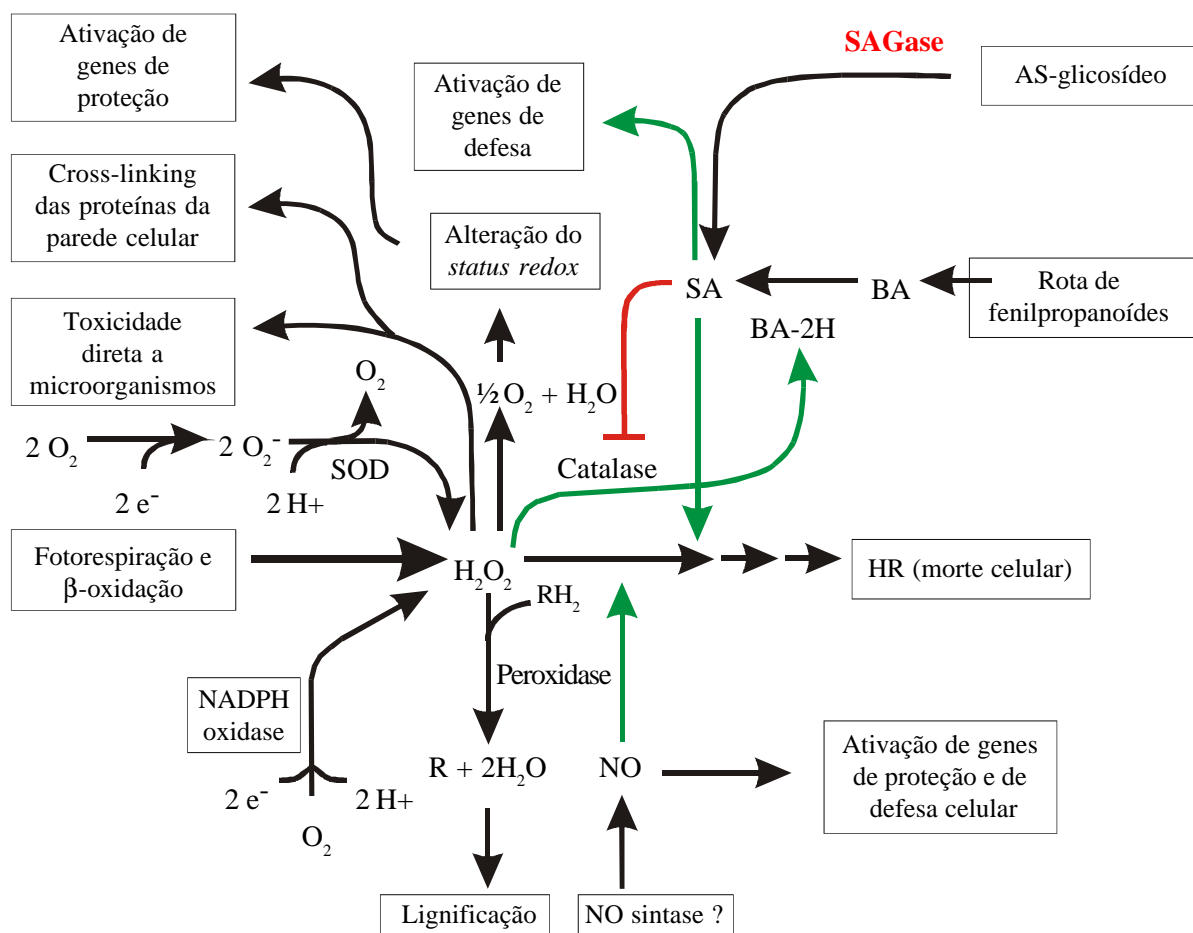 Ativação de
genes de
proteção
Ativação de
genes de
defesa
SAGase
AS-glicosídeo
Cross-linking
das proteínas da
parede celular
Alteração do
status redox
SA
BA
Rota de
fenilpropanoídes
BA-2H
Toxicidade
direta a
microorganismos
O₂
½ O₂ + H₂O
2 O₂
2 O₂⁻
SOD
2 e⁻
2 H+
Catalase
Fotorespiração e
β-oxidação
H₂O₂
HR (morte celular)
RH₂
Peroxidase
NADPH
oxidase
2 e⁻
2 H+
O₂
R + 2H₂O
NO
Ativação de genes
de proteção e de
defesa celular
Lignificação
NO sintase ?